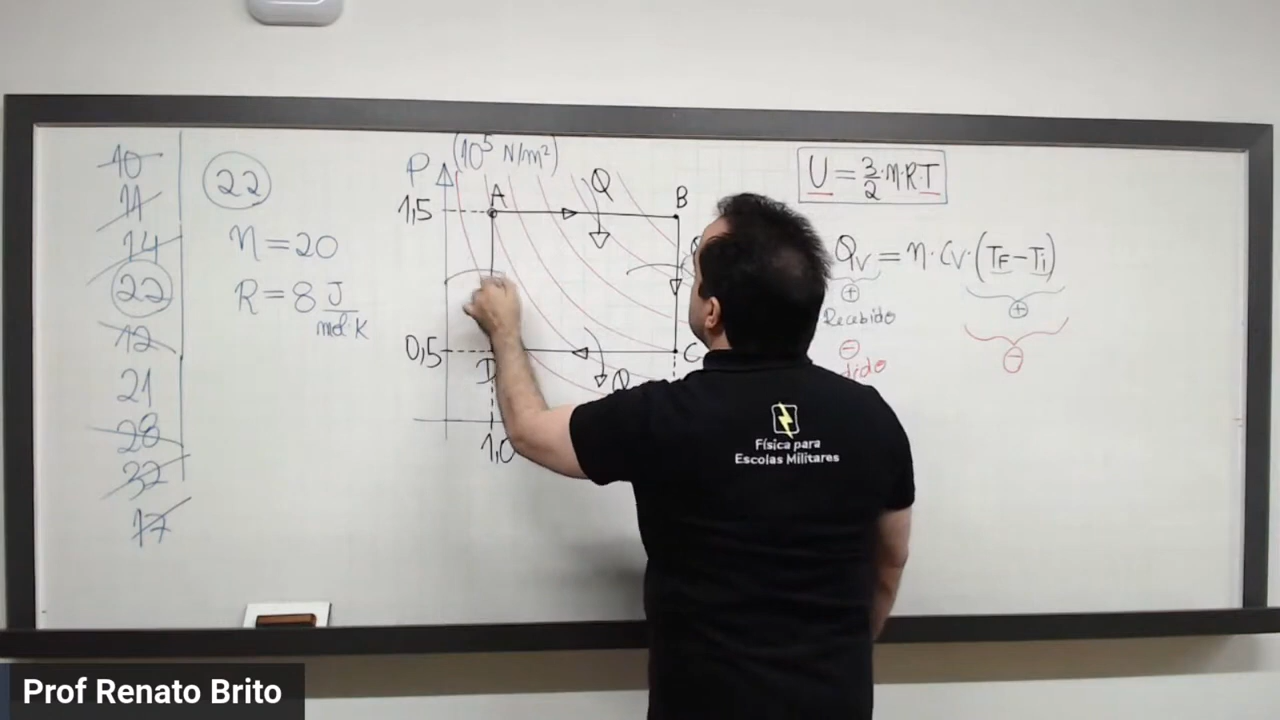 10
11
14
22
12
21
28
32
17
22
n=20
R=8 J
mol·K
P (10⁵ N/m²)
1,5
A
Q
B
0,5
D
C
Q
1,0
U = 3/2·n·R·T
Qᵥ = n·Cᵥ·(TF−Ti)
+
+
Recebido
−
−
dido
Física para
Escolas Militares
Prof Renato Brito